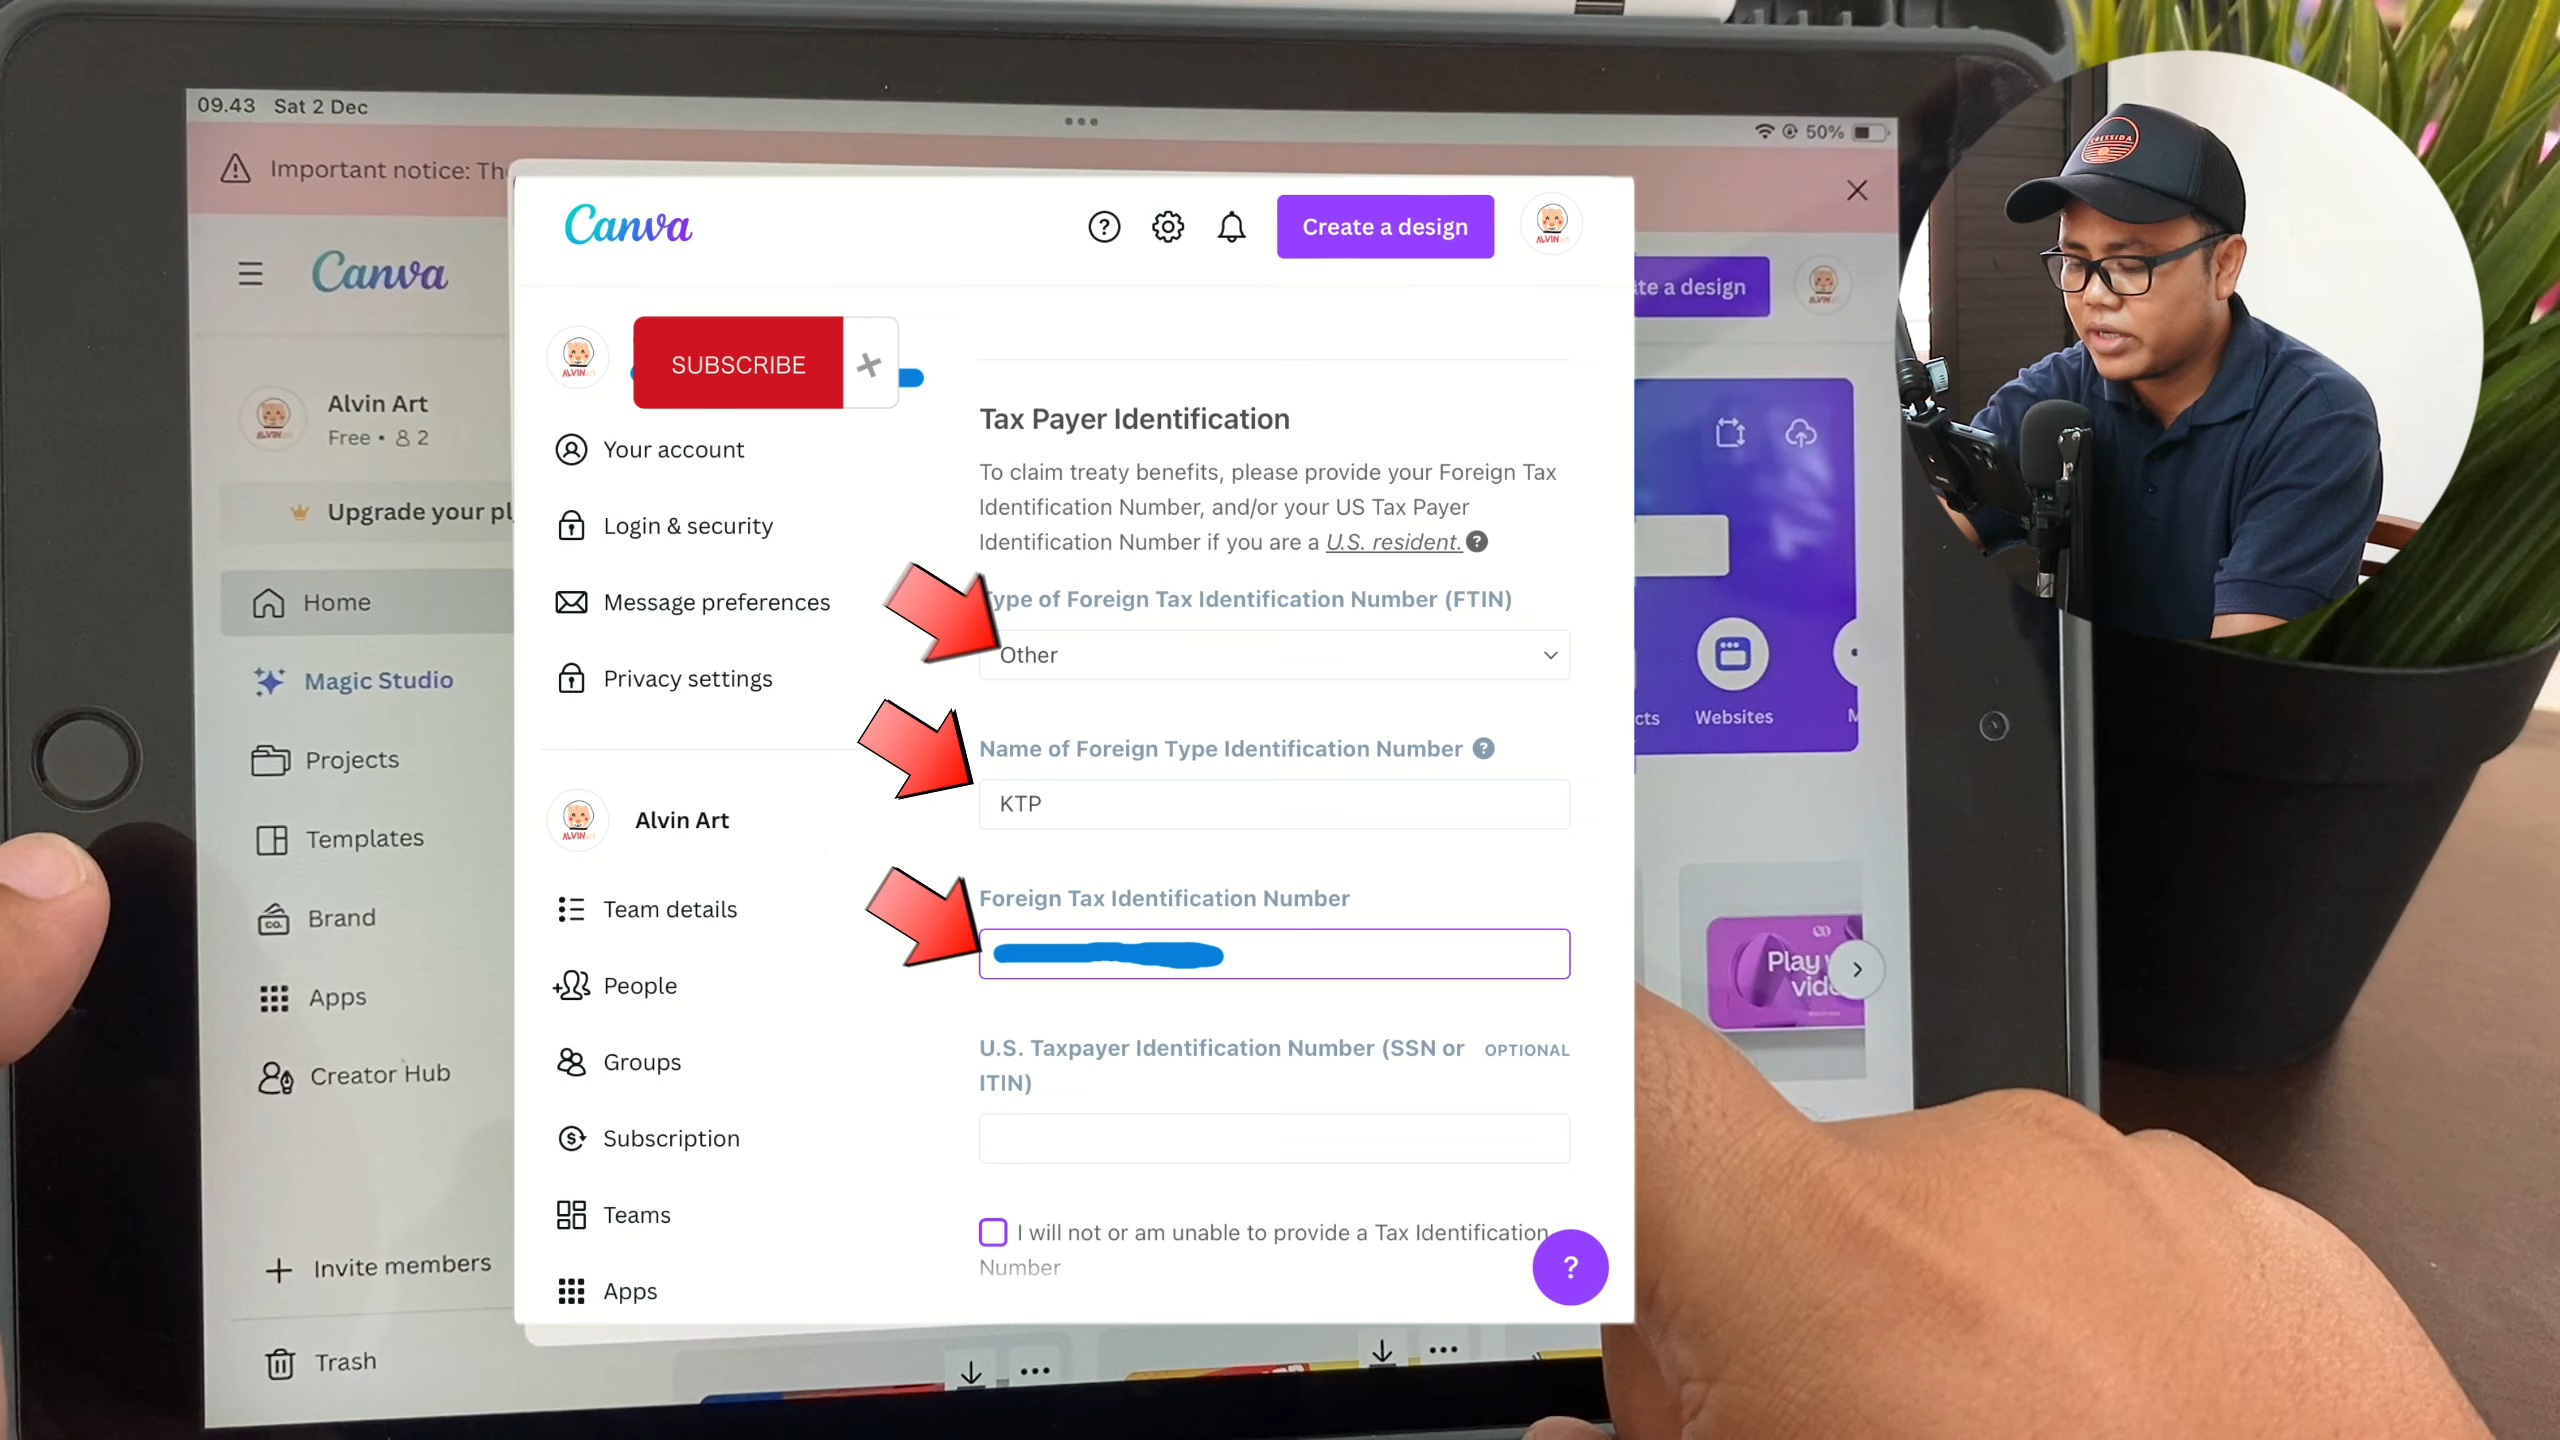 09.43 Sat 2 Dec
50%
Important notice: Th
Canva
Alvin Art
Free • 2
Upgrade your pl
Home
Magic Studio
Projects
Templates
Brand
CO.
Apps
Creator Hub
Invite members
Trash
Canva
?
Create a design
ALVINart
ALVINart
SUBSCRIBE
Your account
Login & security
Message preferences
Privacy settings
ALVINart
Alvin Art
Team details
People
Groups
Subscription
Teams
Apps
Tax Payer Identification
To claim treaty benefits, please provide your Foreign Tax
Identification Number, and/or your US Tax Payer
Identification Number if you are a U.S. resident. ?
Type of Foreign Tax Identification Number (FTIN)
Other
Name of Foreign Type Identification Number ?
KTP
Foreign Tax Identification Number
U.S. Taxpayer Identification Number (SSN or OPTIONAL
ITIN)
I will not or am unable to provide a Tax Identification
Number
?
te a design
cts
Websites
Play
vid
CRESSIDA